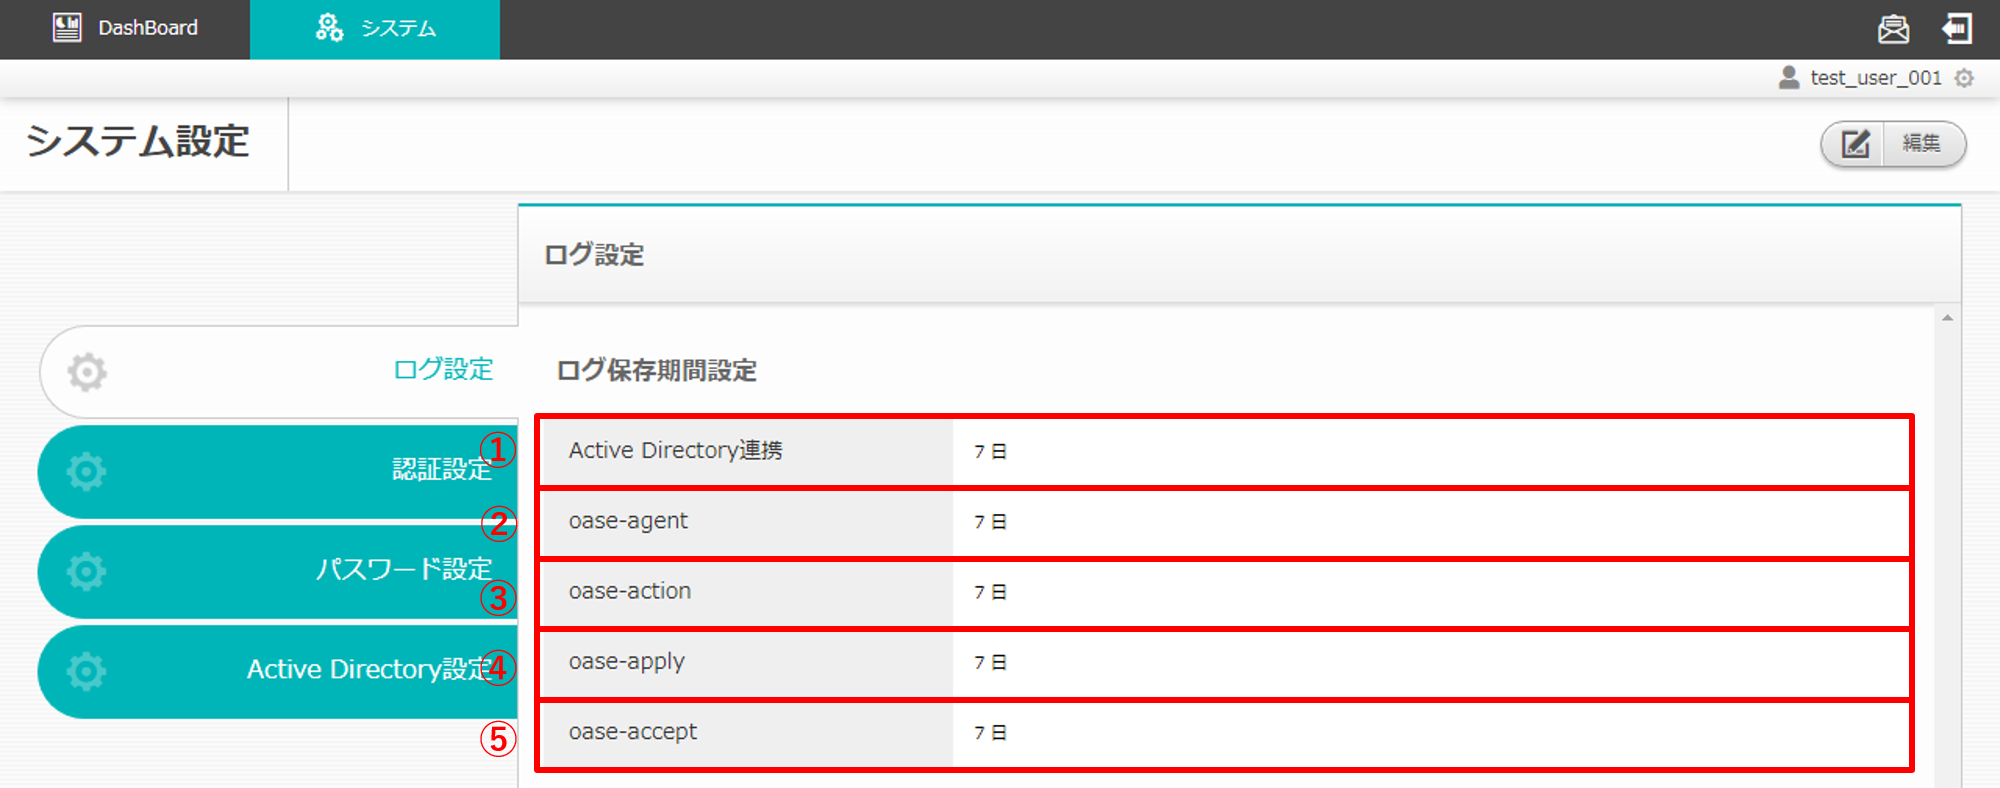 DashBoard システム
test_user_001
システム設定 編集
ログ設定
ログ設定
認証設定
パスワード設定
Active Directory設定
ログ保存期間設定
① Active Directory連携 7 日
② oase-agent 7 日
③ oase-action 7 日
④ oase-apply 7 日
⑤ oase-accept 7 日